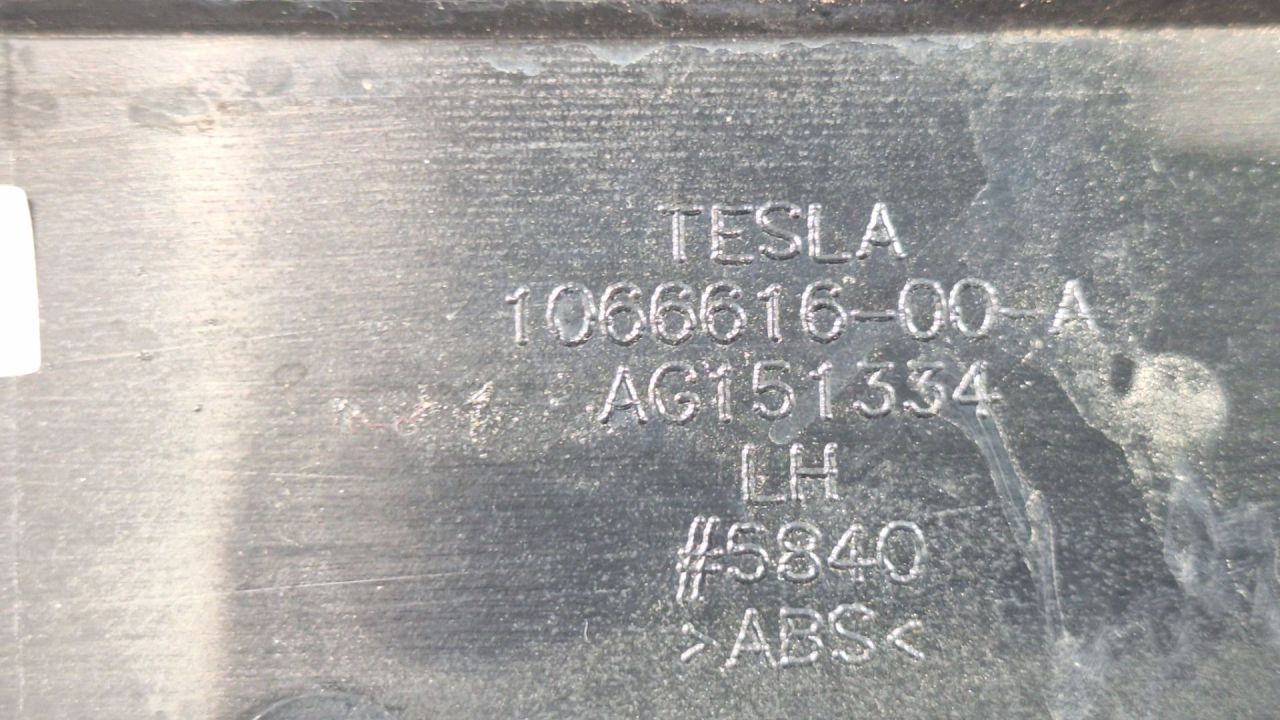 TESLA
1066616-00-A
AG151334
LH
#5840
>ABS<